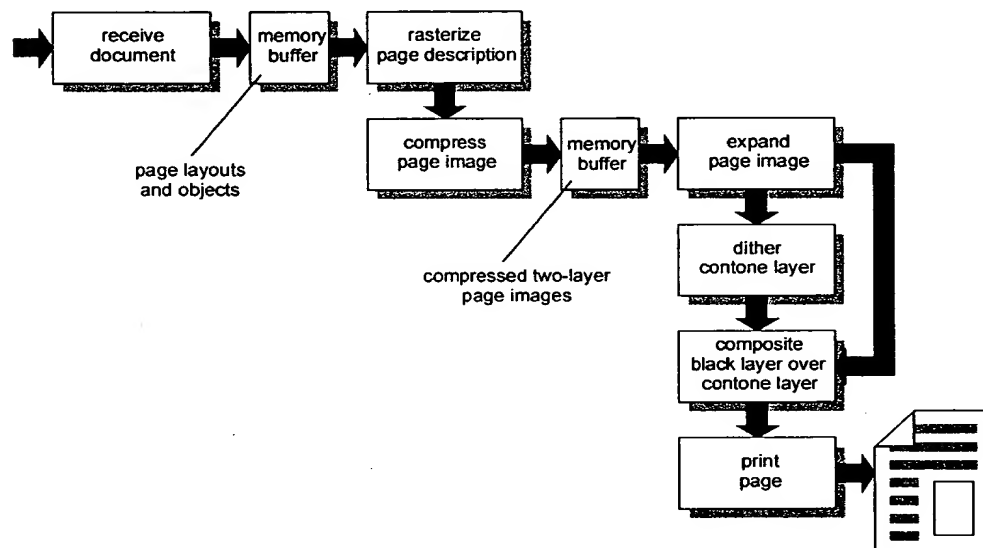 receive
document
memory
buffer
rasterize
page description
compress
page image
memory
buffer
expand
page image
page layouts
and objects
dither
contone layer
compressed two-layer
page images
composite
black layer over
contone layer
print
page